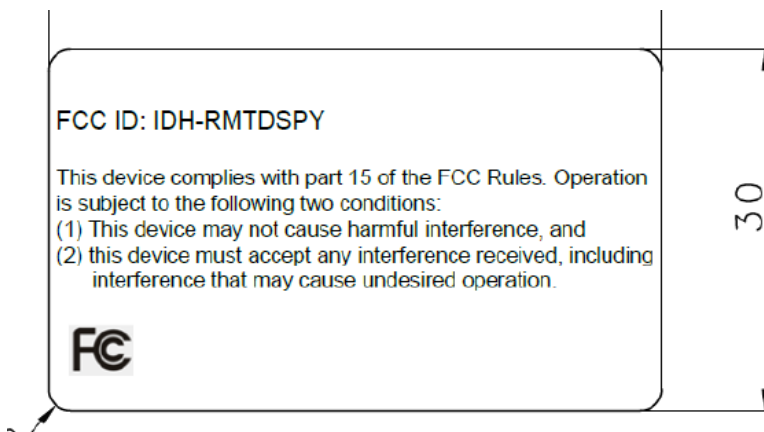 FCC ID: IDH-RMTDSPY
This device complies with part 15 of the FCC Rules. Operation
is subject to the following two conditions:
(1) This device may not cause harmful interference, and
(2) this device must accept any interference received, including
interference that may cause undesired operation.
FC
30